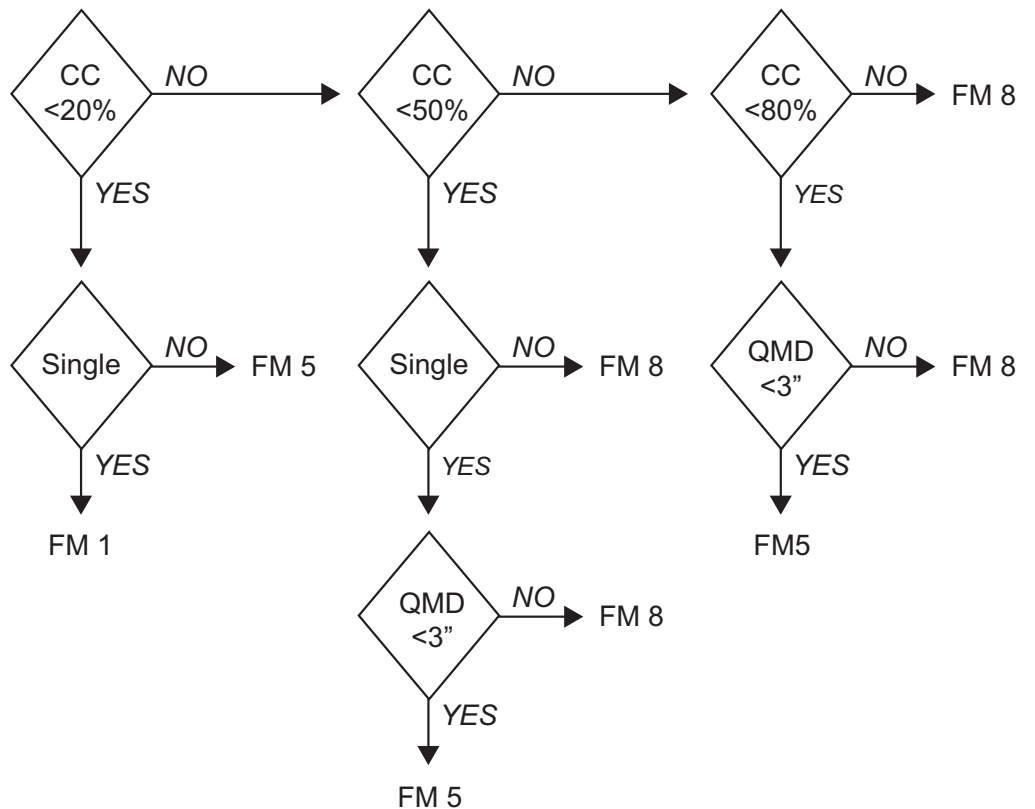 CC
<20%
NO
CC
<50%
NO
CC
<80%
NO
FM 8
YES
YES
YES
Single
NO
FM 5
Single
NO
FM 8
QMD
<3”
NO
FM 8
YES
YES
YES
FM 1
FM5
QMD
<3”
NO
FM 8
YES
FM 5